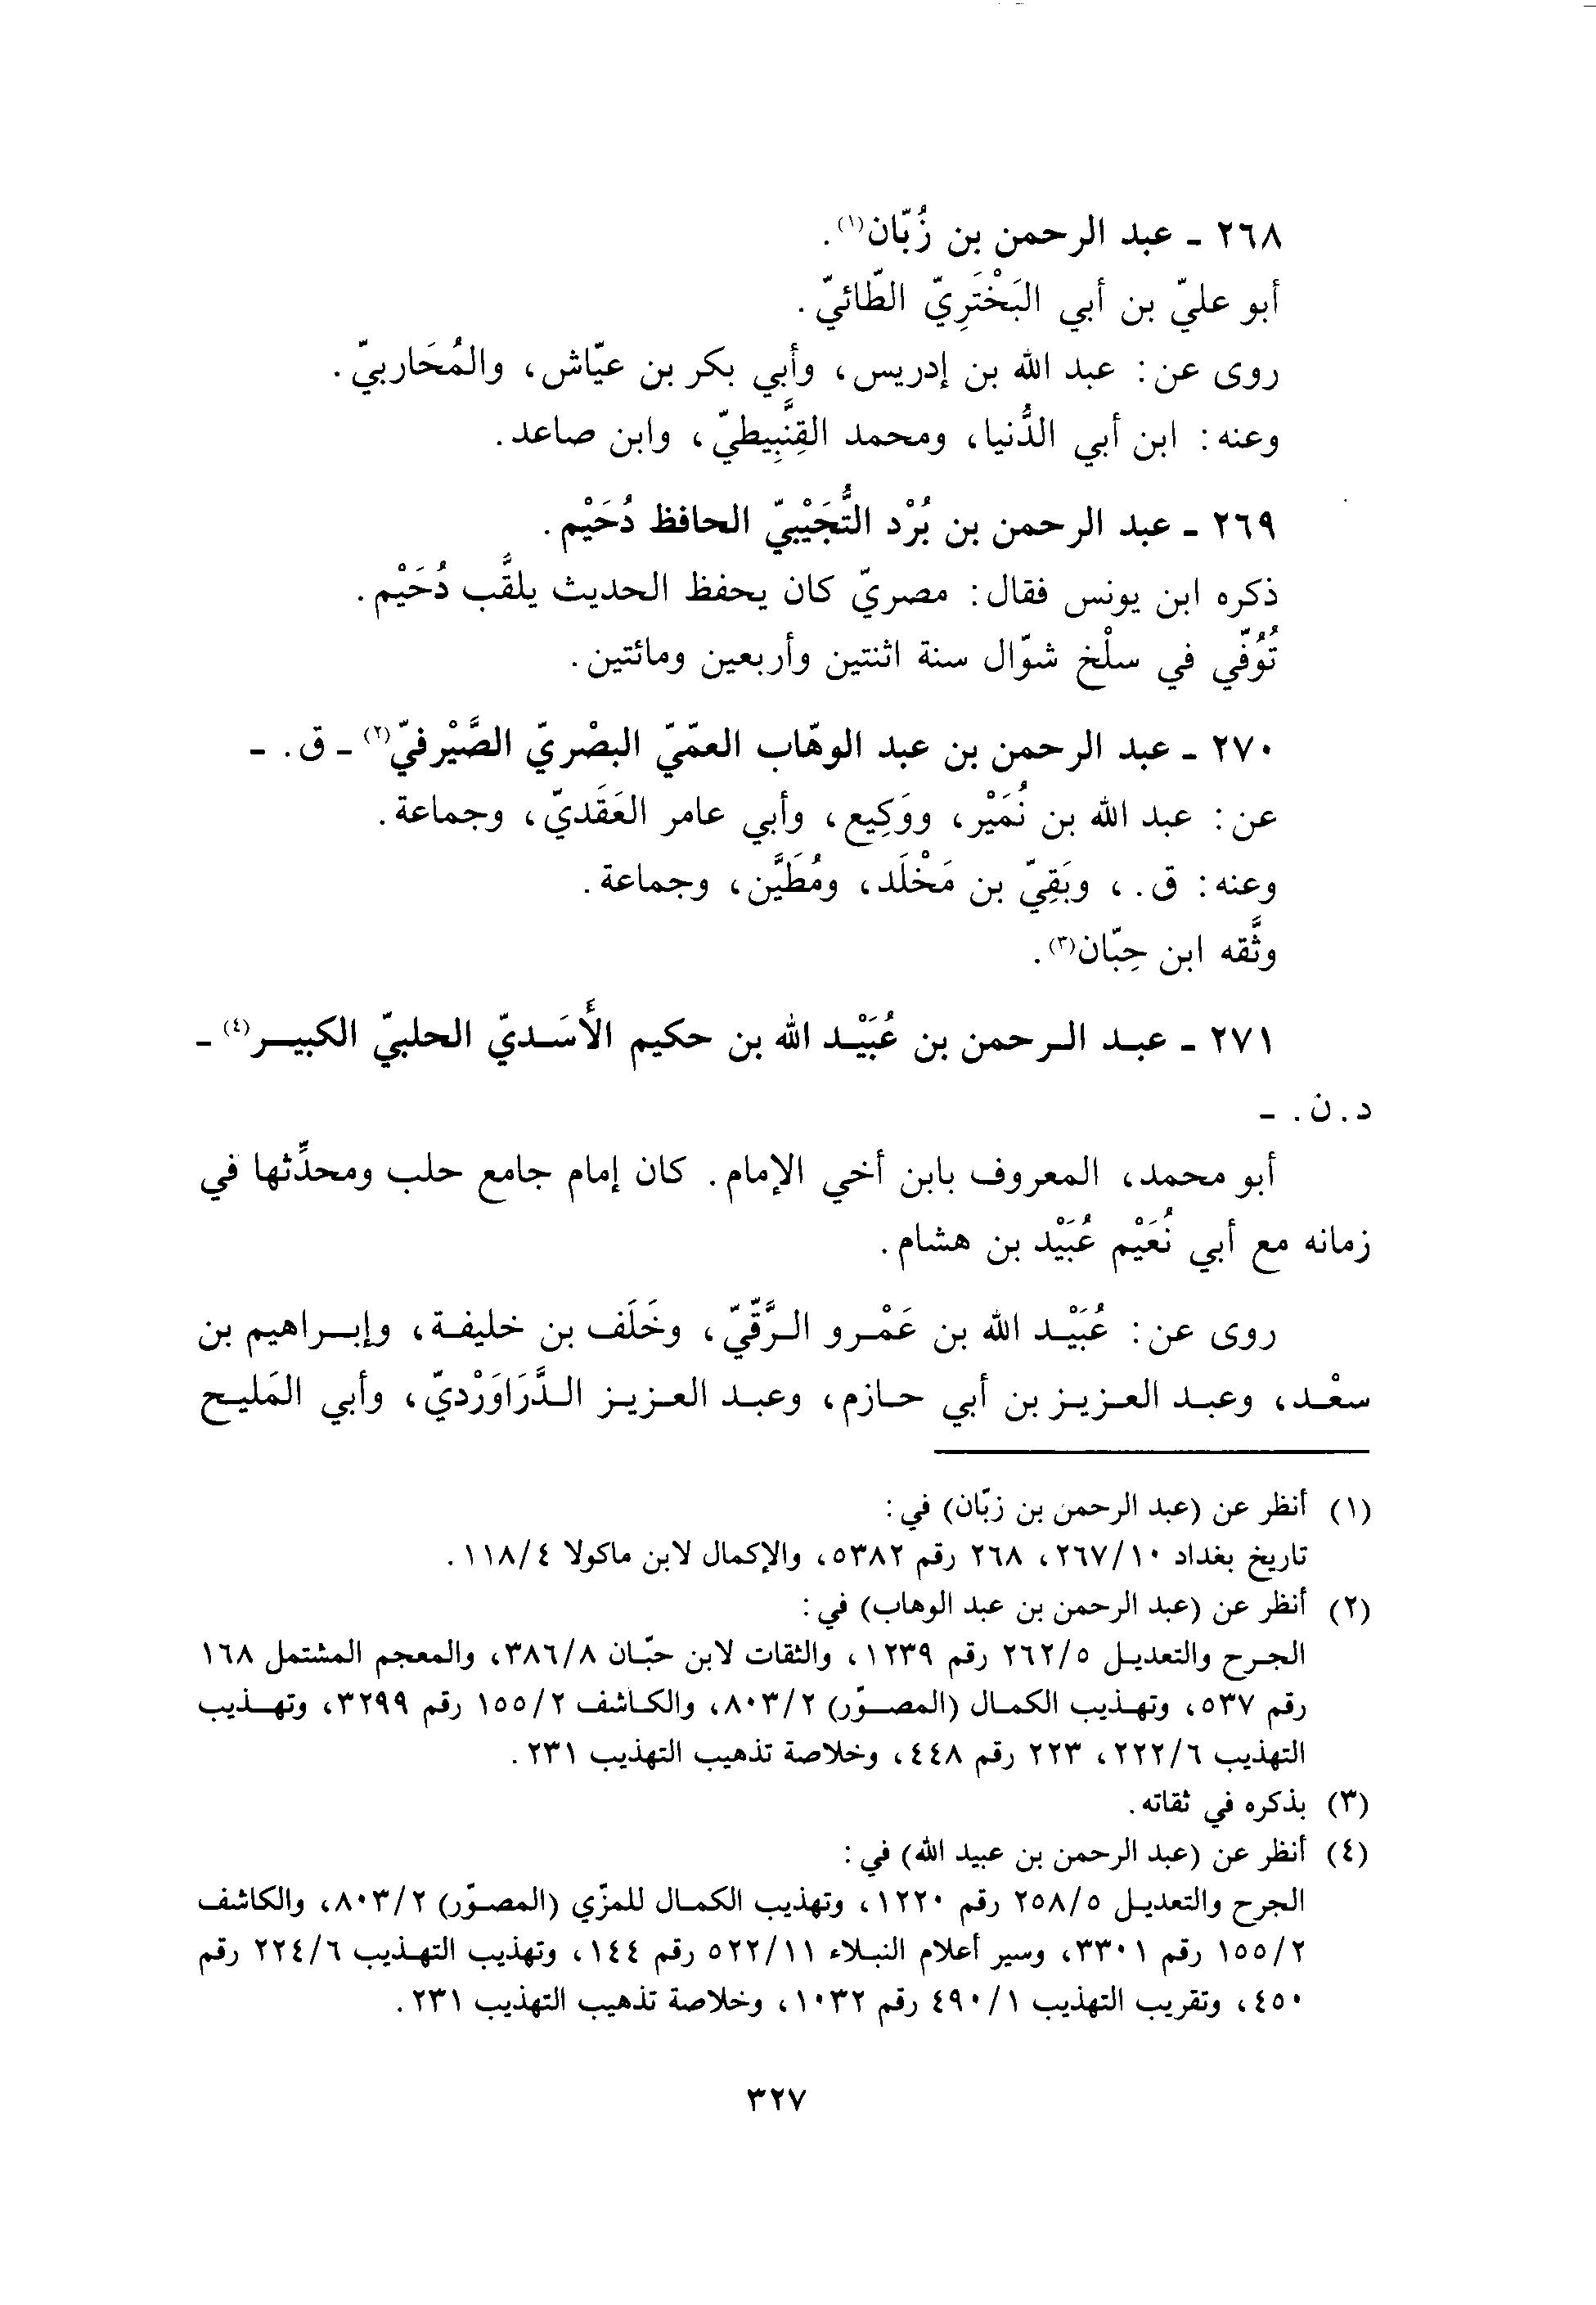 ٢٦٨ ـ عبد الرحمن بن زُبّان(١).
أبو عليّ بن أبي البَخْتَرِيّ الطّائيّ.
روى عن: عبد الله بن إدريس، وأبي بكر بن عيّاش، والمُحَاربيّ.
وعنه: ابن أبي الدُّنيا، ومحمد القِنَّبِيطيّ، وابن صاعد.
٢٦٩ ـ عبد الرحمن بن بُرْد التُّجَيْبيّ الحافظ دُحَيْم.
ذكره ابن يونس فقال: مصريّ كان يحفظ الحديث يلقَّب دُحَيْم.
تُوُفّي في سلْخ شوّال سنة اثنتين وأربعين ومائتين.
٢٧٠ ـ عبد الرحمن بن عبد الوهّاب العمّيّ البصْريّ الصَّيْرفيّ(٢) ـ ق. ـ
عن: عبد الله بن نُمَيْر، ووَكِيع، وأبي عامر العَقَديّ، وجماعة.
وعنه: ق.، وبَقِيّ بن مَخْلَد، ومُطَيَّن، وجماعة.
وثَّقه ابن حِبّان(٣).
٢٧١ ـ عبد الرحمن بن عُبَيْد الله بن حكيم الأَسَديّ الحلبيّ الكبير(٤) ـ
د. ن. ـ
أبو محمد، المعروف بابن أخي الإمام. كان إمام جامع حلب ومحدِّثها في
زمانه مع أبي نُعَيْم عُبَيْد بن هشام.
روى عن: عُبَيْد الله بن عَمْرو الرَّقّيّ، وخَلَف بن خليفة، وإبراهيم بن
سعْد، وعبد العزيز بن أبي حازم، وعبد العزيز الدَّرَاوَرْديّ، وأبي المَليح
(١) أنظر عن (عبد الرحمن بن زبّان) في:
تاريخ بغداد ٢٦٧/١٠، ٢٦٨ رقم ٥٣٨٢، والإكمال لابن ماكولا ١١٨/٤.
(٢) أنظر عن (عبد الرحمن بن عبد الوهاب) في:
الجرح والتعديل ٢٦٢/٥ رقم ١٢٣٩، والثقات لابن حبّان ٣٨٦/٨، والمعجم المشتمل ١٦٨
رقم ٥٣٧، وتهذيب الكمال (المصوّر) ٨٠٣/٢، والكاشف ١٥٥/٢ رقم ٣٢٩٩، وتهذيب
التهذيب ٢٢٢/٦، ٢٢٣ رقم ٤٤٨، وخلاصة تذهيب التهذيب ٢٣١.
(٣) بذكره في ثقاته.
(٤) أنظر عن (عبد الرحمن بن عبيد الله) في:
الجرح والتعديل ٢٥٨/٥ رقم ١٢٢٠، وتهذيب الكمال للمزّي (المصوّر) ٨٠٣/٢، والكاشف
١٥٥/٢ رقم ٣٣٠١، وسير أعلام النبلاء ٥٢٢/١١ رقم ١٤٤، وتهذيب التهذيب ٢٢٤/٦ رقم
٤٥٠، وتقريب التهذيب ٤٩٠/١ رقم ١٠٣٢، وخلاصة تذهيب التهذيب ٢٣١.
٣٢٧